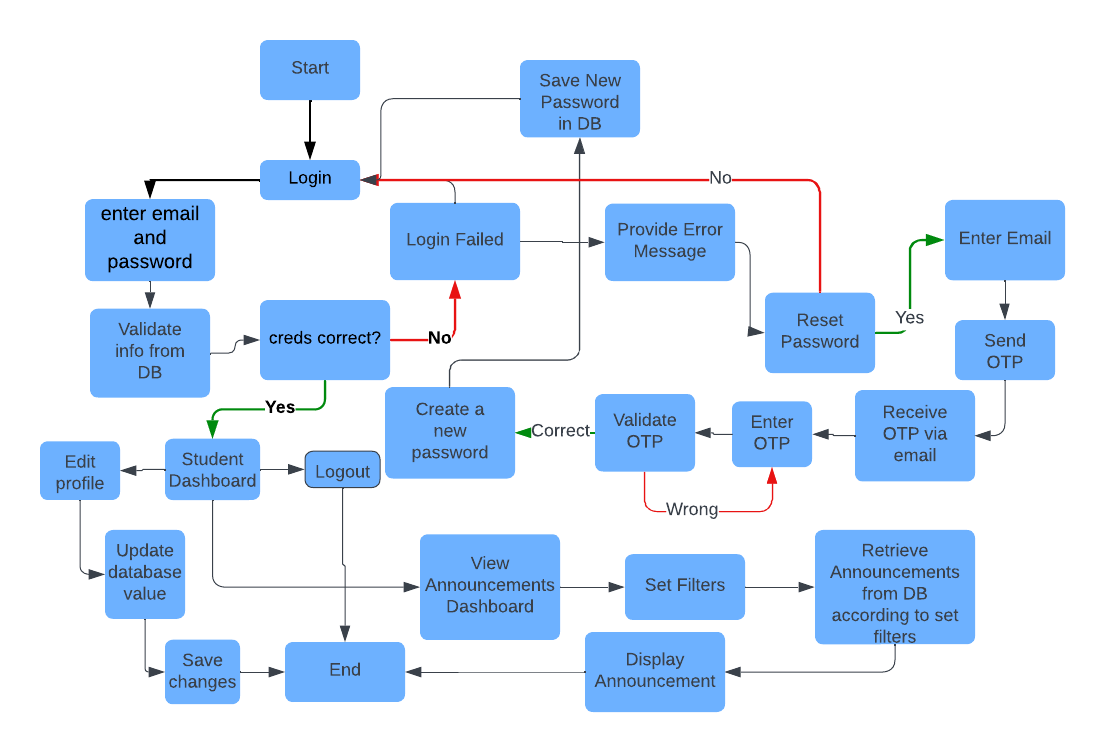 Start
Save New
Password
in DB
Login
No
enter email
and
password
Login Failed
Provide Error
Message
Enter Email
Validate
info from
DB
creds correct?
No
Reset
Password
Yes
Send
OTP
Yes
Create a
new
password
Correct
Validate
OTP
Enter
OTP
Receive
OTP via
email
Edit
profile
Student
Dashboard
Logout
Wrong
Update
database
value
View
Announcements
Dashboard
Set Filters
Retrieve
Announcements
from DB
according to set
filters
Save
changes
End
Display
Announcement